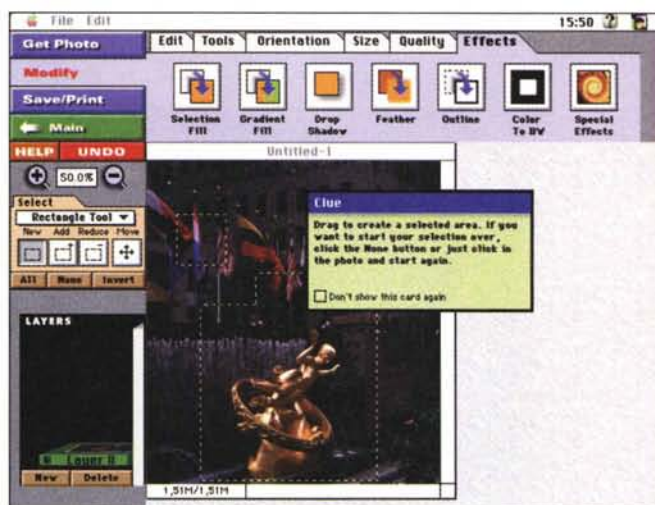 File Edit 15:50
Get Photo
Modify
Save/Print
Main
HELP UNDO
Edit Tools Orientation Size Quality Effects
Selection Fill
Gradient Fill
Drop Shadow
Feather
Outline
Color To BW
Special Effects
50.0%
Select
Rectangle Tool
New Add Reduce Move
All None Invert
LAYERS
Layer 0
New Delete
Untitled-1
Clue
Drag to create a selected area. If you
want to start your selection over,
click the None button or just click in
the photo and start again.
Don't show this card again
1,51M/1,51M